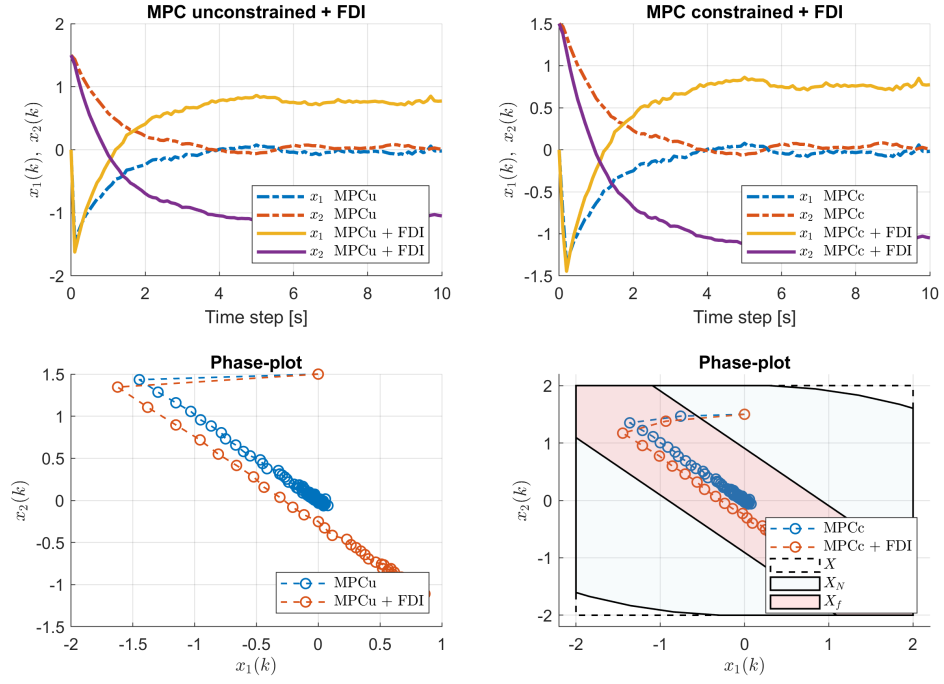 MPC unconstrained + FDI
x₁(k), x₂(k)
2
1
0
-1
-2
0
2
4
6
8
10
Time step [s]
x₁ MPCu
x₂ MPCu
x₁ MPCu + FDI
x₂ MPCu + FDI
MPC constrained + FDI
x₁(k), x₂(k)
1.5
1
0.5
0
-0.5
-1
-1.5
0
2
4
6
8
10
Time step [s]
x₁ MPCc
x₂ MPCc
x₁ MPCc + FDI
x₂ MPCc + FDI
Phase-plot
x₂(k)
1.5
1
0.5
0
-0.5
-1
-1.5
-2
-1.5
-1
-0.5
0
0.5
1
x₁(k)
MPCu
MPCu + FDI
Phase-plot
x₂(k)
2
1
0
-1
-2
-2
-1
0
1
2
x₁(k)
MPCc
MPCc + FDI
X
X_N
X_f